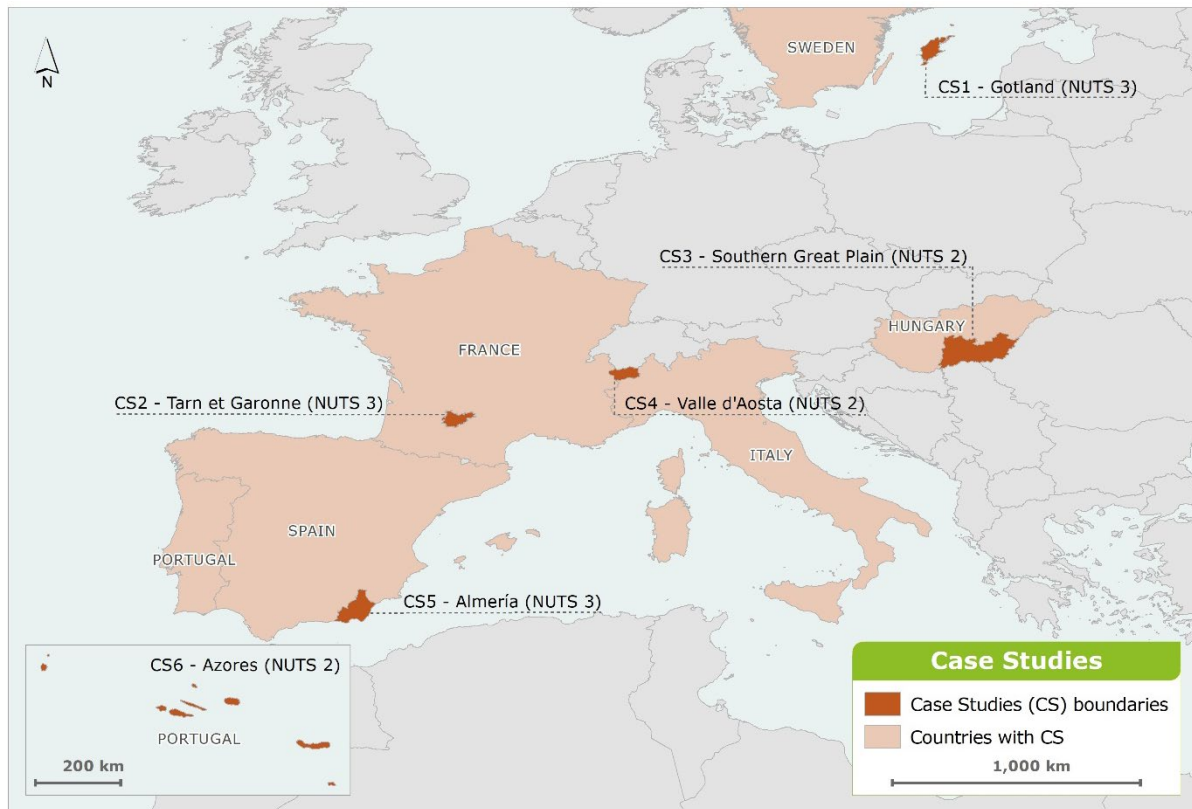 SWEDEN
N
CS1 - Gotland (NUTS 3)
CS3 - Southern Great Plain (NUTS 2)
HUNGARY
FRANCE
CS2 - Tarn et Garonne (NUTS 3)
CS4 - Valle d'Aosta (NUTS 2)
ITALY
SPAIN
PORTUGAL
CS5 - Almería (NUTS 3)
CS6 - Azores (NUTS 2)
PORTUGAL
200 km
Case Studies
Case Studies (CS) boundaries
Countries with CS
1,000 km